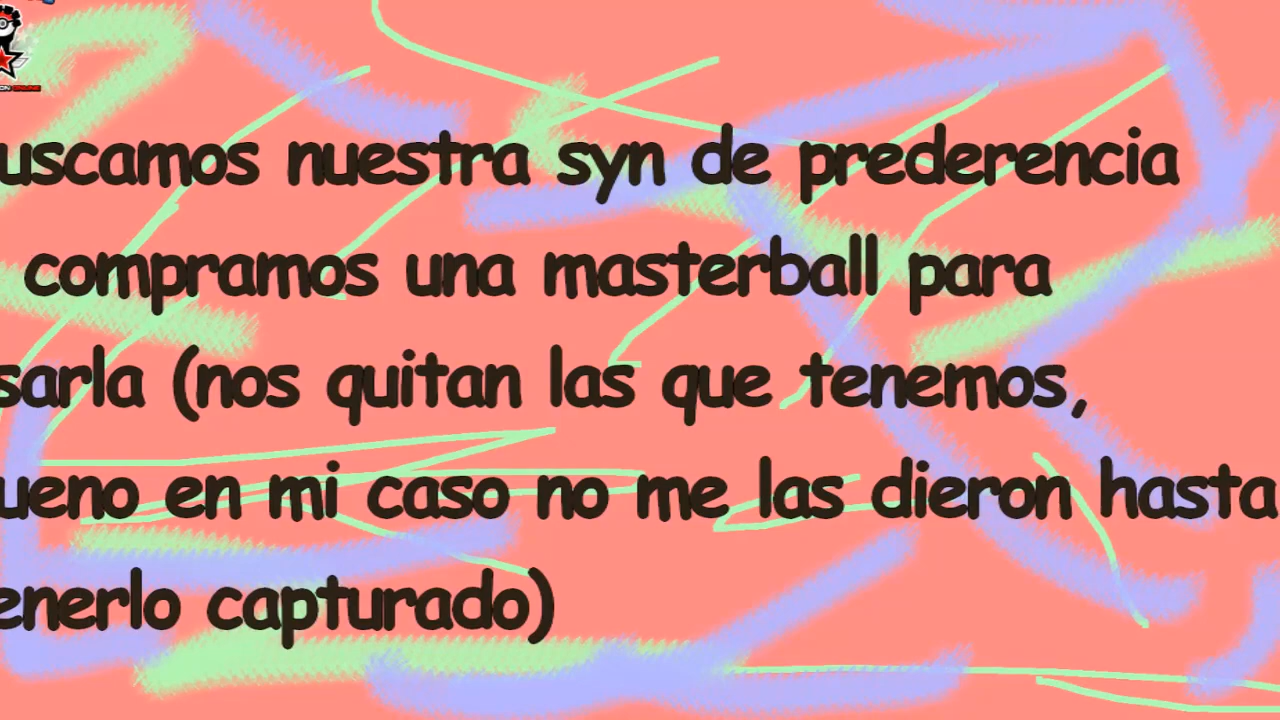 uscamos nuestra syn de prederencia
compramos una masterball para
sarla (nos quitan las que tenemos,
ueno en mi caso no me las dieron hasta
enerlo capturado)